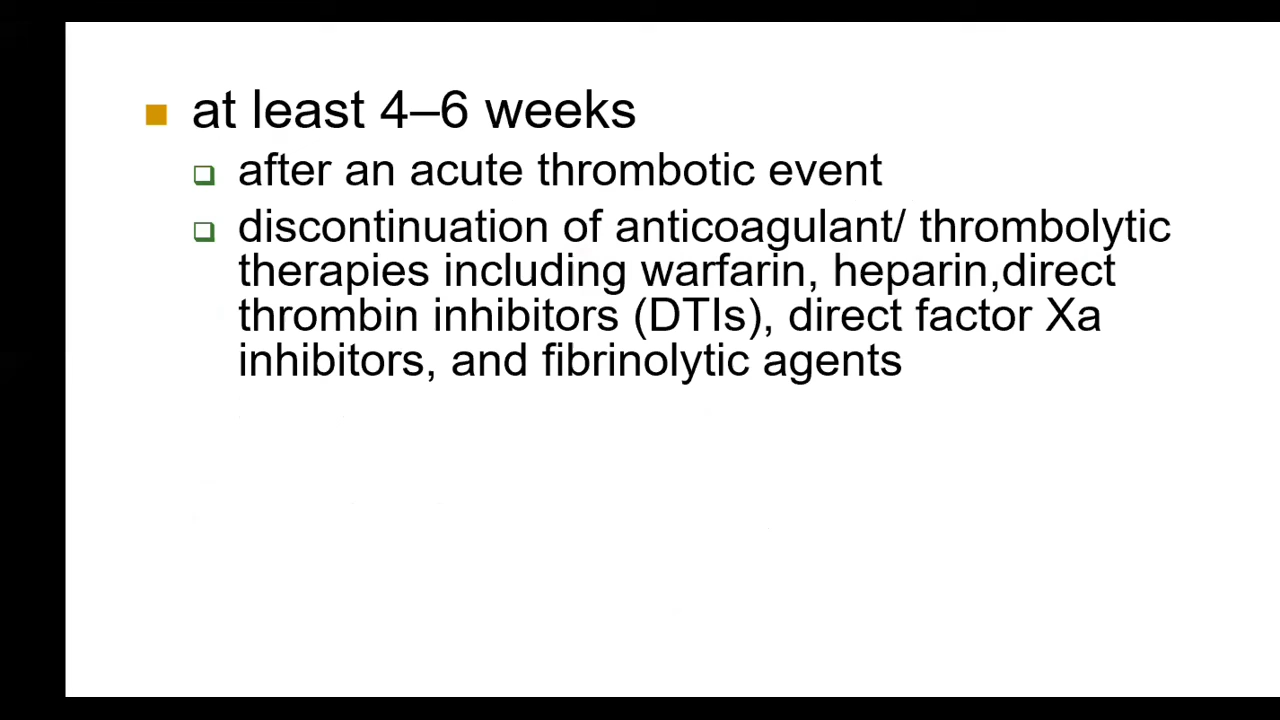 at least 4–6 weeks
after an acute thrombotic event
discontinuation of anticoagulant/ thrombolytic
therapies including warfarin, heparin,direct
thrombin inhibitors (DTIs), direct factor Xa
inhibitors, and fibrinolytic agents